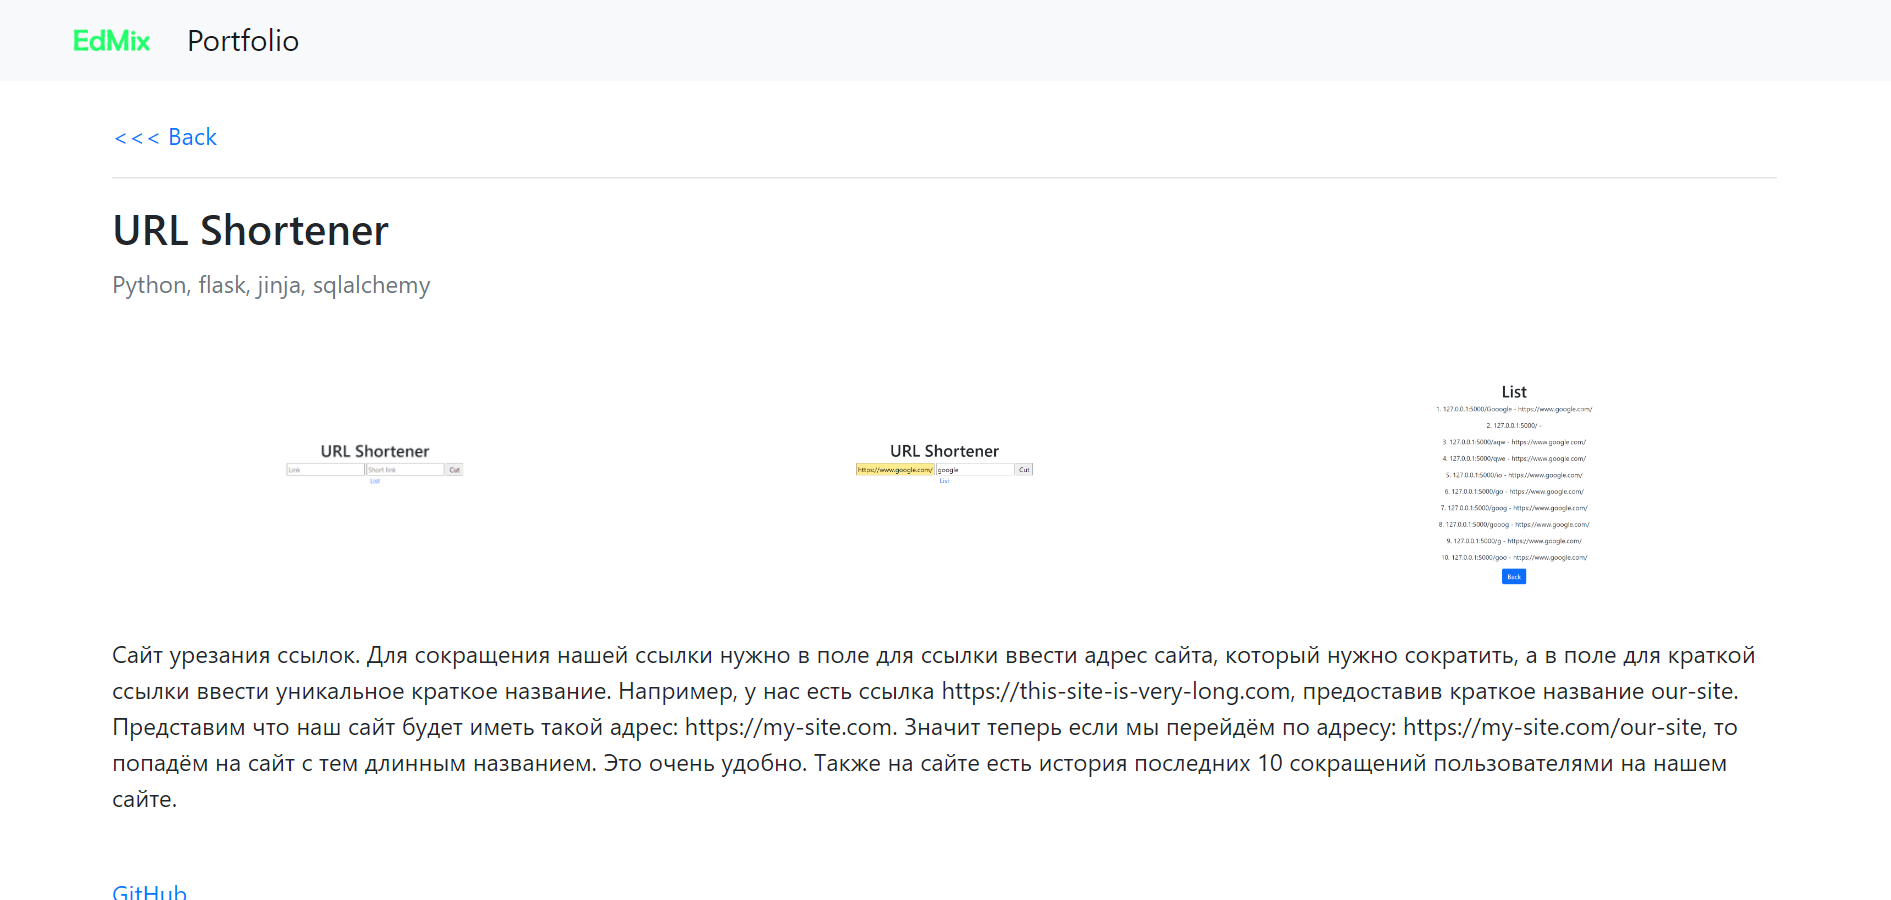 EdMix Portfolio
<<< Back
URL Shortener
Python, flask, jinja, sqlalchemy
URL Shortener
Link Short link Cut
List
URL Shortener
https://www.google.com/ google Cut
List
List
1. 127.0.0.1:5000/Gooogle - https://www.google.com/
2. 127.0.0.1:5000/ -
3. 127.0.0.1:5000/aqw - https://www.google.com/
4. 127.0.0.1:5000/qwe - https://www.google.com/
5. 127.0.0.1:5000/io - https://www.google.com/
6. 127.0.0.1:5000/go - https://www.google.com/
7. 127.0.0.1:5000/goog - https://www.google.com/
8. 127.0.0.1:5000/gooog - https://www.google.com/
9. 127.0.0.1:5000/g - https://www.google.com/
10. 127.0.0.1:5000/goo - https://www.google.com/
Back
Сайт урезания ссылок. Для сокращения нашей ссылки нужно в поле для ссылки ввести адрес сайта, который нужно сократить, а в поле для краткой
ссылки ввести уникальное краткое название. Например, у нас есть ссылка https://this-site-is-very-long.com, предоставив краткое название our-site.
Представим что наш сайт будет иметь такой адрес: https://my-site.com. Значит теперь если мы перейдём по адресу: https://my-site.com/our-site, то
попадём на сайт с тем длинным названием. Это очень удобно. Также на сайте есть история последних 10 сокращений пользователями на нашем
сайте.
GitHub